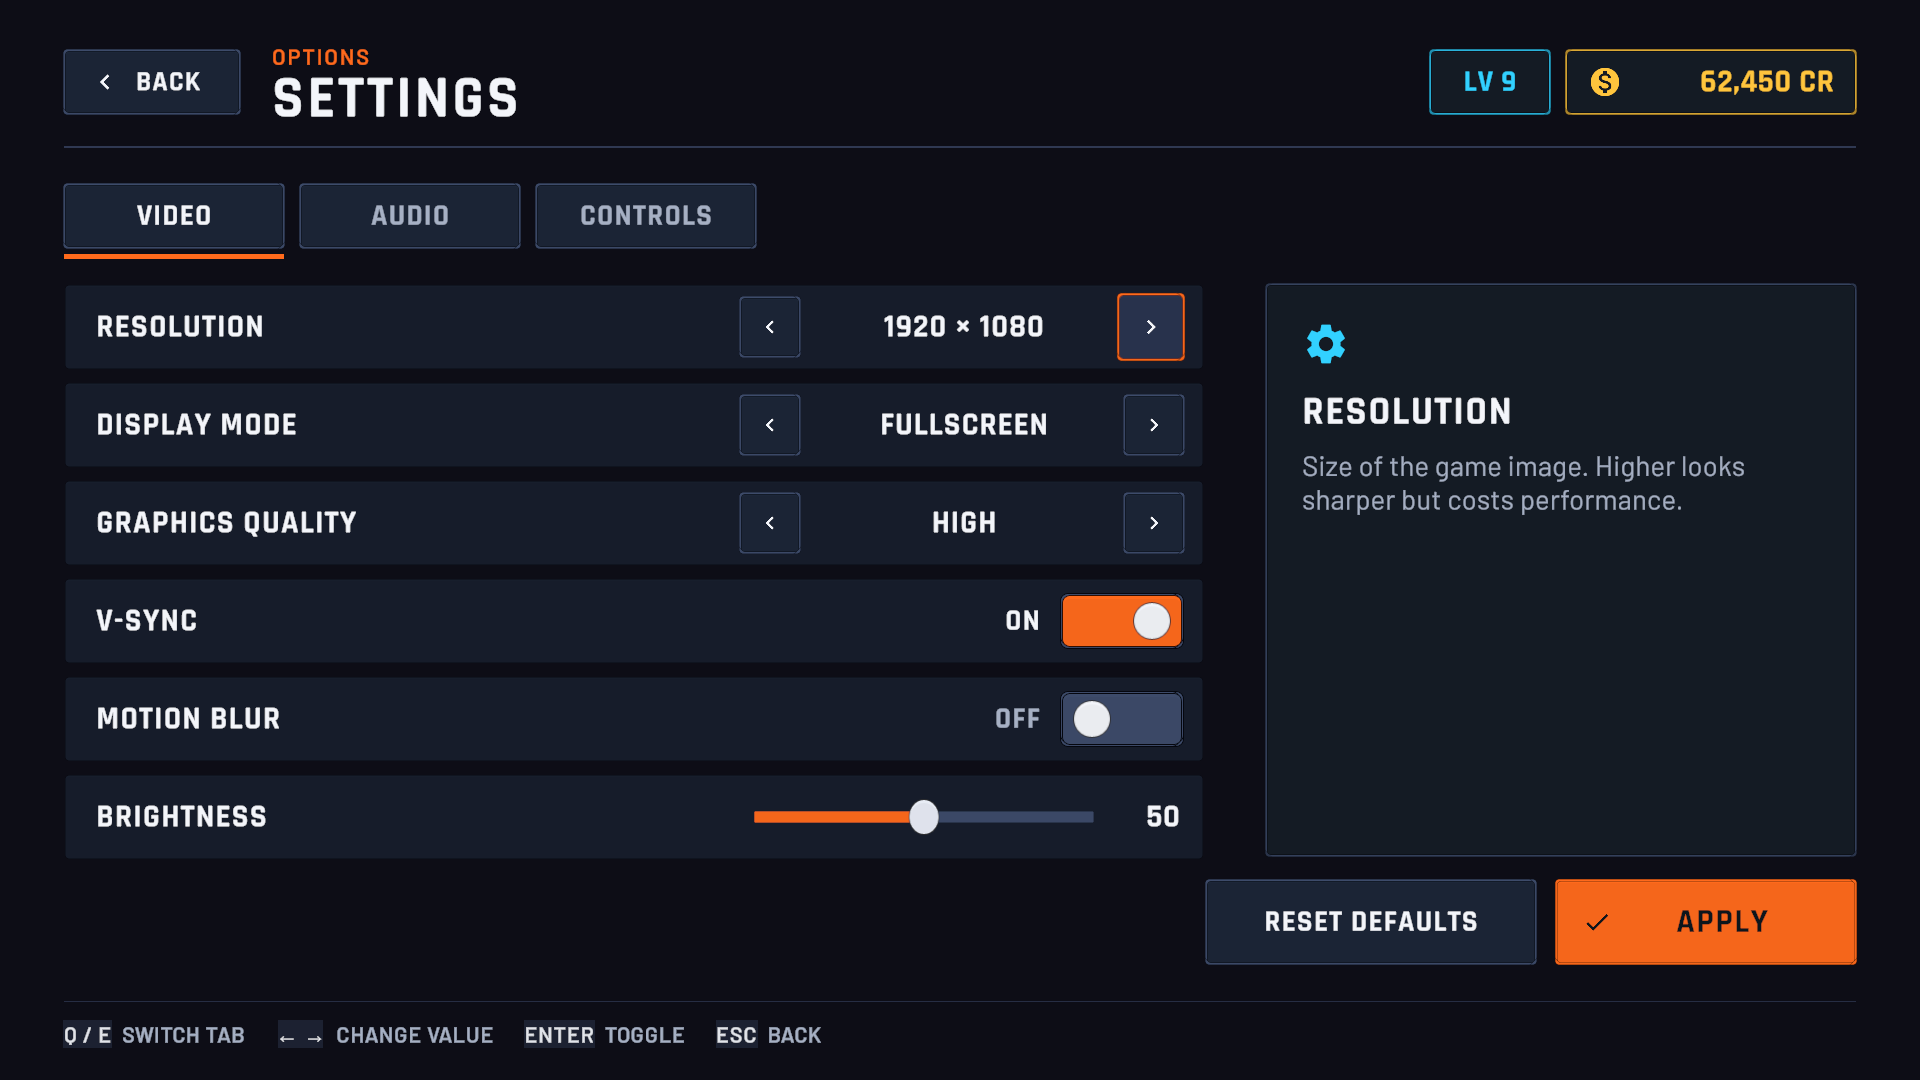 BACK
OPTIONS
SETTINGS
LV 9
62,450 CR
VIDEO
AUDIO
CONTROLS
RESOLUTION
1920 × 1080
DISPLAY MODE
FULLSCREEN
GRAPHICS QUALITY
HIGH
V-SYNC
ON
MOTION BLUR
OFF
BRIGHTNESS
50
RESOLUTION
Size of the game image. Higher looks
sharper but costs performance.
RESET DEFAULTS
APPLY
Q / E SWITCH TAB
← → CHANGE VALUE
ENTER TOGGLE
ESC BACK